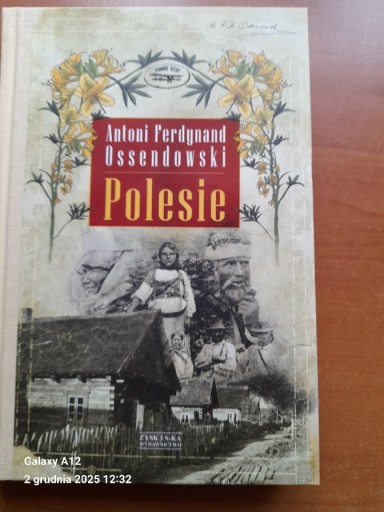 Antoni Ferdynand
Ossendowski
Polesie
ZYSK I S-KA
WYDAWNICTWO
Galaxy A12
2 grudnia 2025 12:32